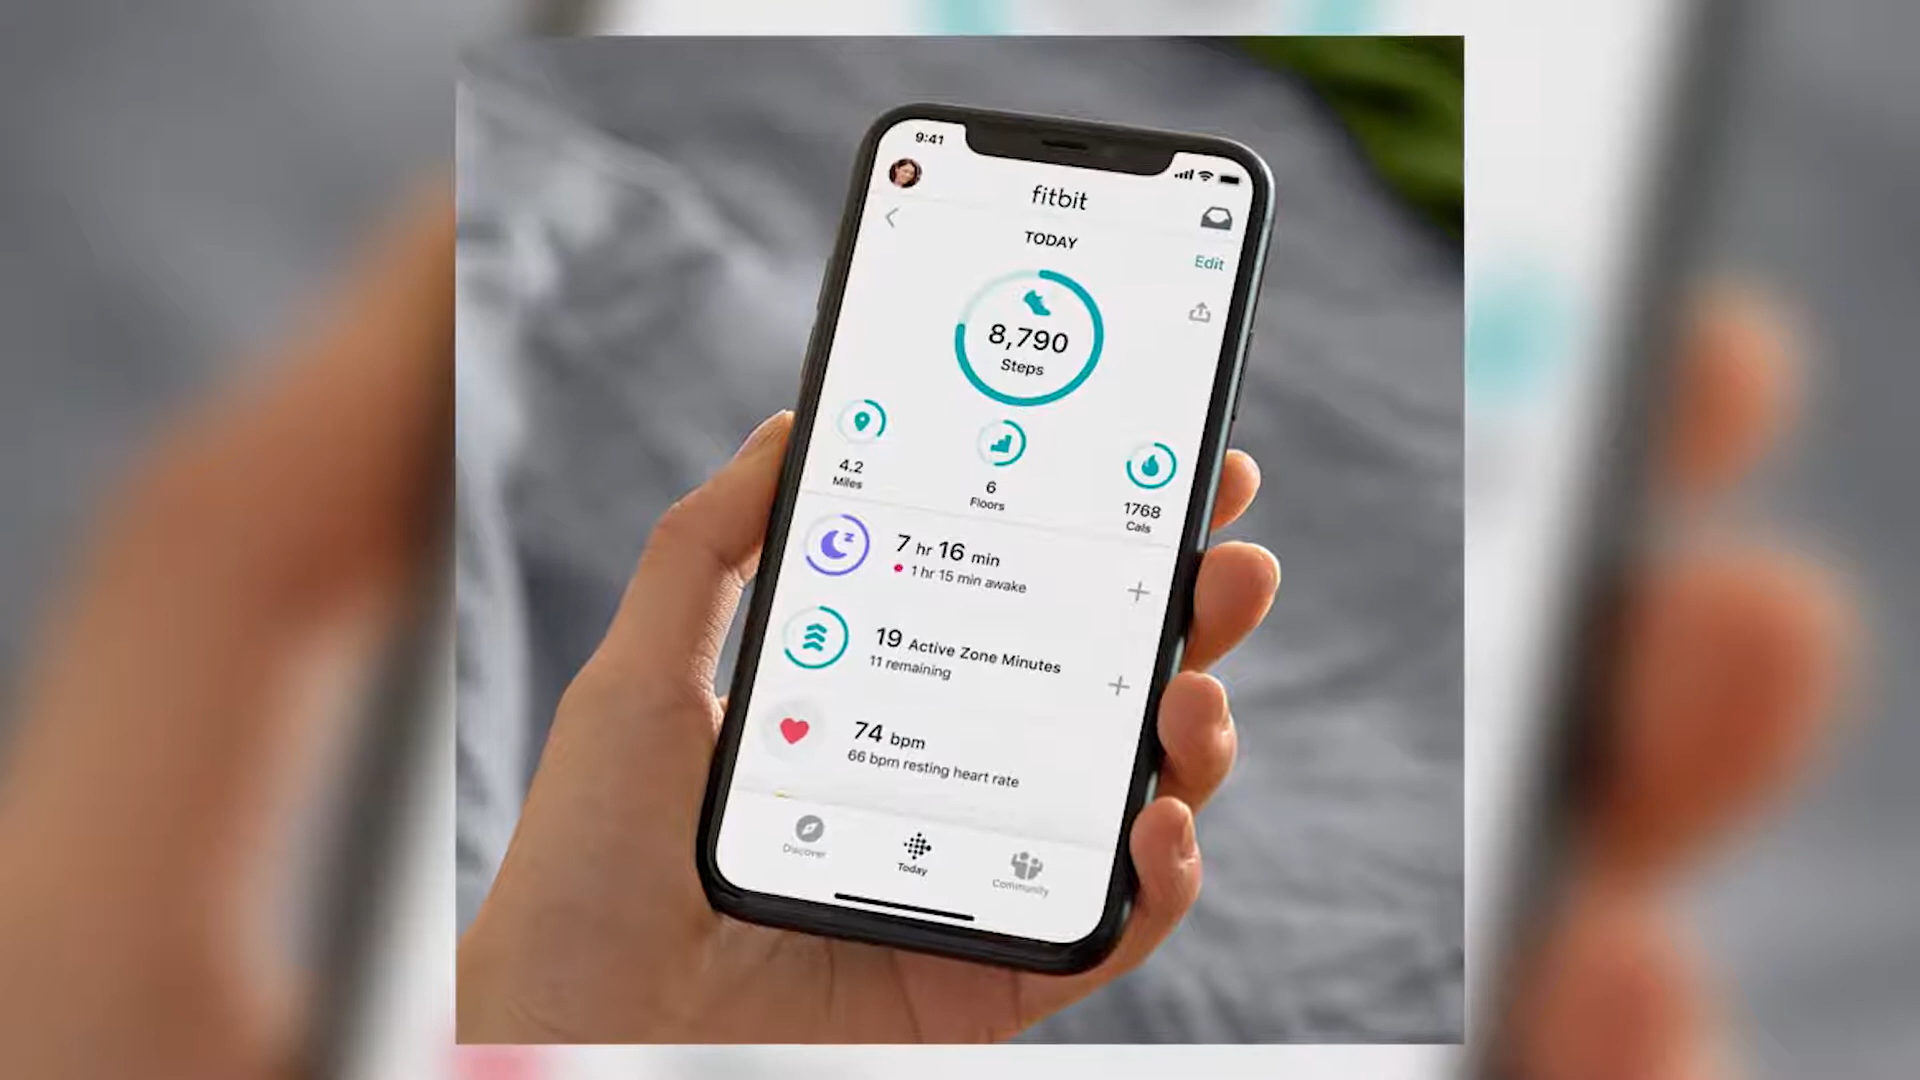 9:41
fitbit
TODAY
Edit
8,790
Steps
4.2
Miles
6
Floors
1768
Cals
7 hr 16 min
1 hr 15 min awake
19 Active Zone Minutes
11 remaining
74 bpm
66 bpm resting heart rate
Discover
Today
Community